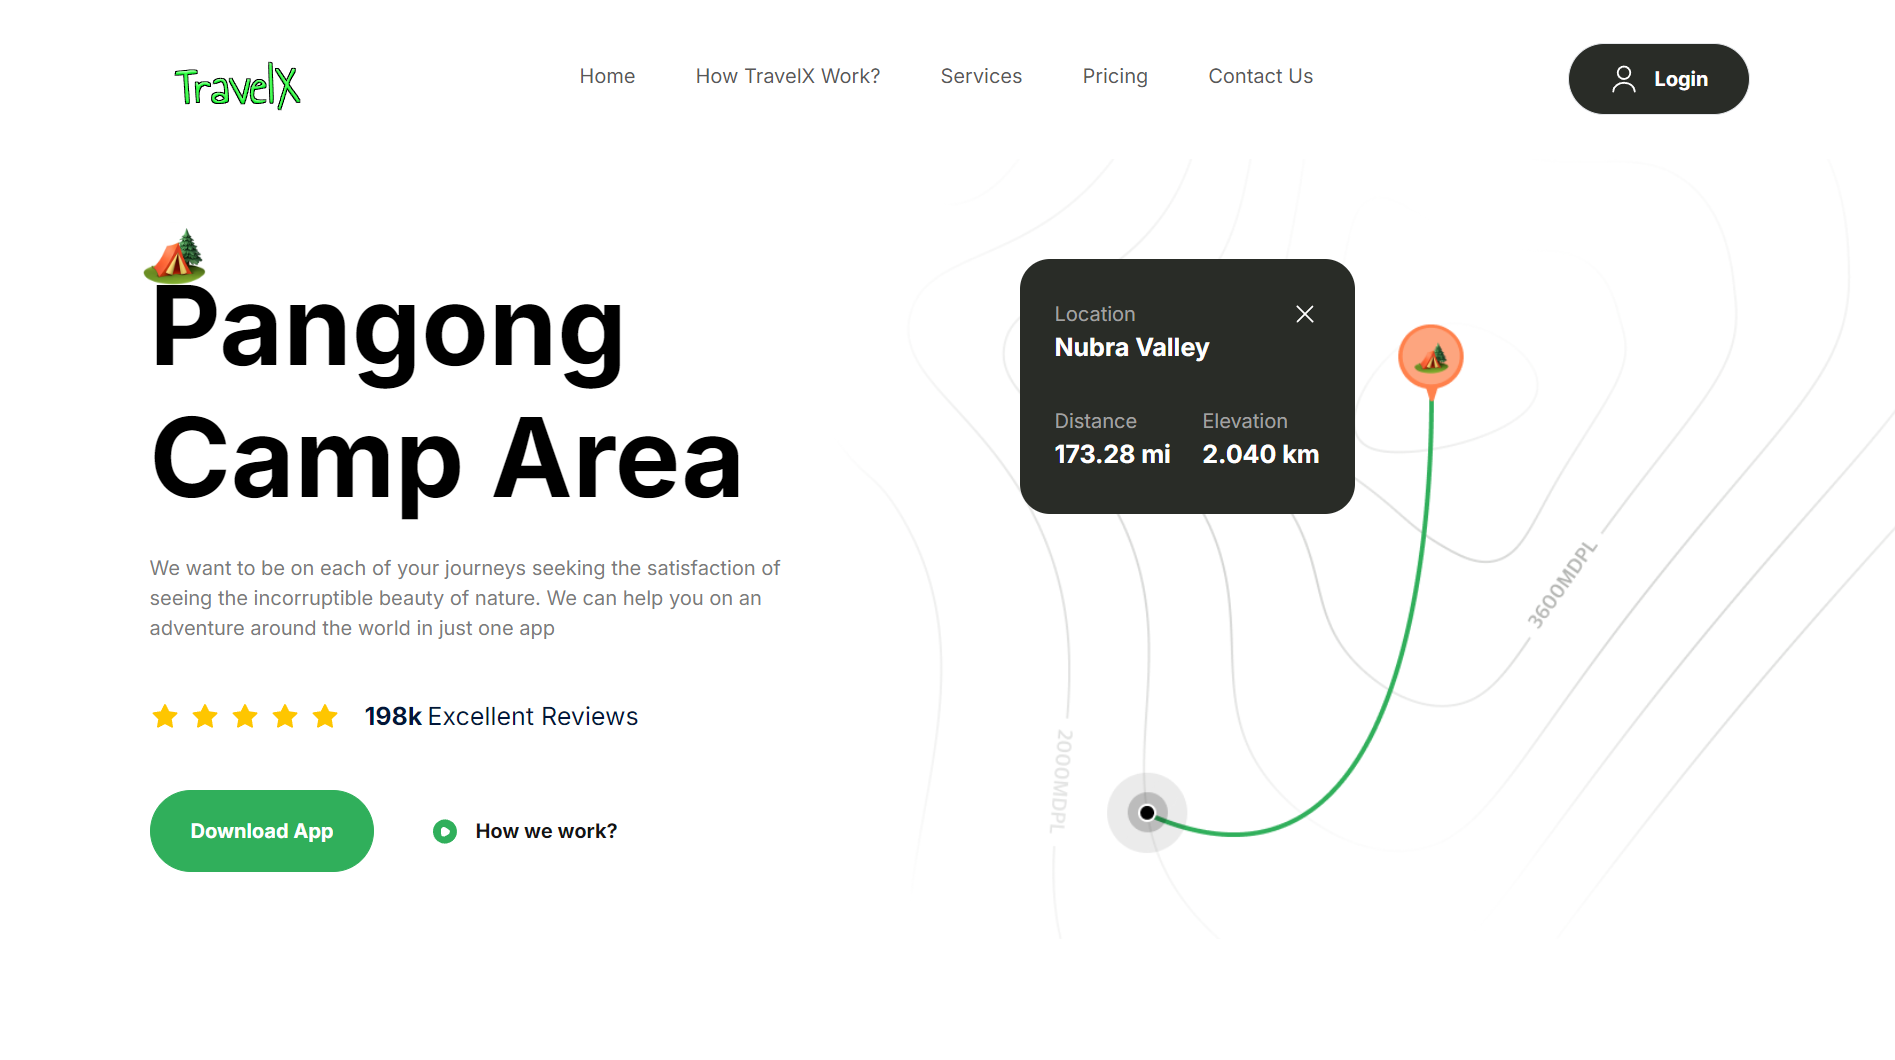 TravelX
Home
How TravelX Work?
Services
Pricing
Contact Us
Login
Pangong
Camp Area
We want to be on each of your journeys seeking the satisfaction of
seeing the incorruptible beauty of nature. We can help you on an
adventure around the world in just one app
198k Excellent Reviews
Download App
How we work?
Location
Nubra Valley
Distance
173.28 mi
Elevation
2.040 km
3600MDPL
2000MDPL